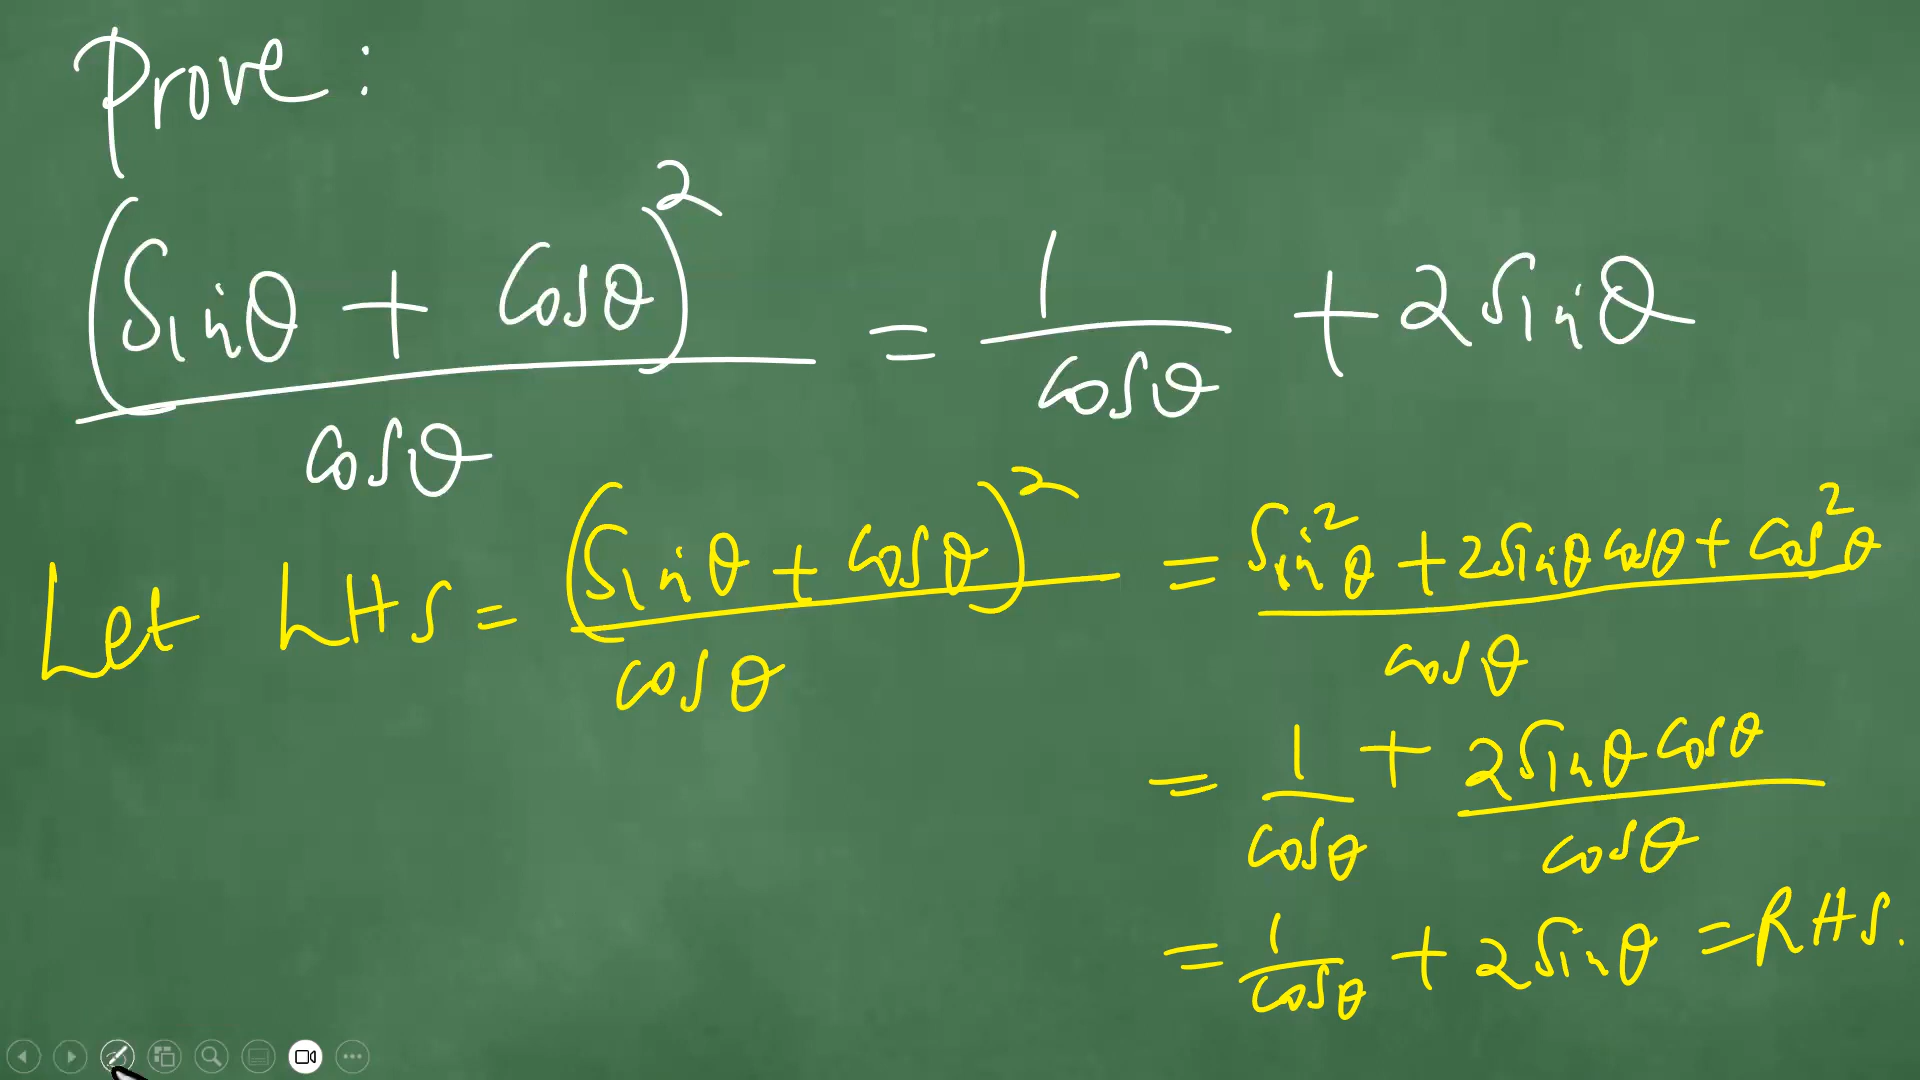 Prove:
(Sinθ + Cosθ)² / Cosθ = 1 / Cosθ + 2Sinθ
Let LHS = (Sinθ + Cosθ)² / Cosθ = Sin²θ + 2Sinθ Cosθ + Cos²θ / Cosθ
= 1 / Cosθ + 2Sinθ Cosθ / Cosθ
= 1 / Cosθ + 2Sinθ = RHS.